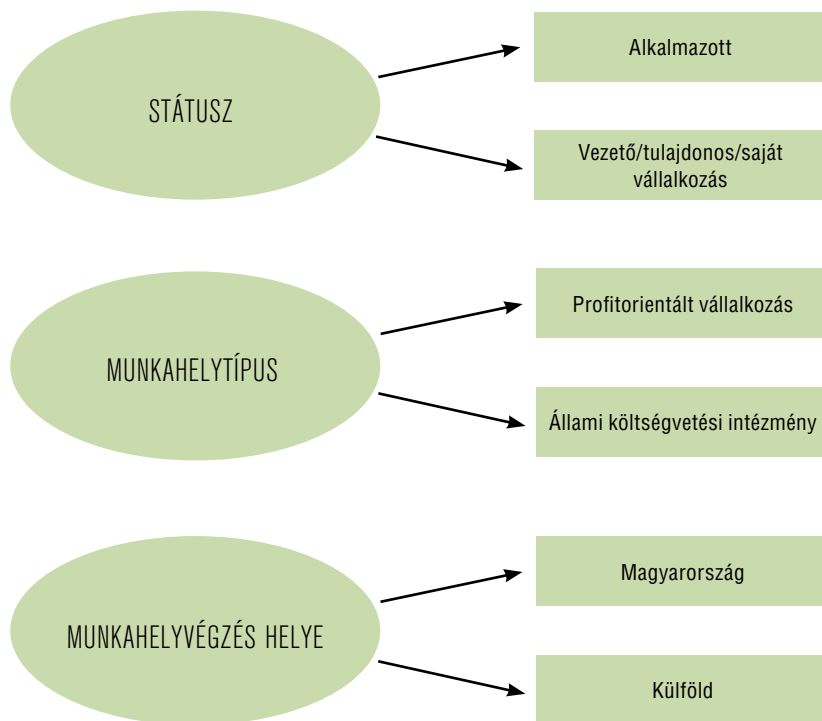 STÁTUSZ
Alkalmazott
Vezető/tulajdonos/saját
vállalkozás
MUNKAHELYTÍPUS
Profitorientált vállalkozás
Állami költségvetési intézmény
MUNKAHELYVÉGZÉS HELYE
Magyarország
Külföld